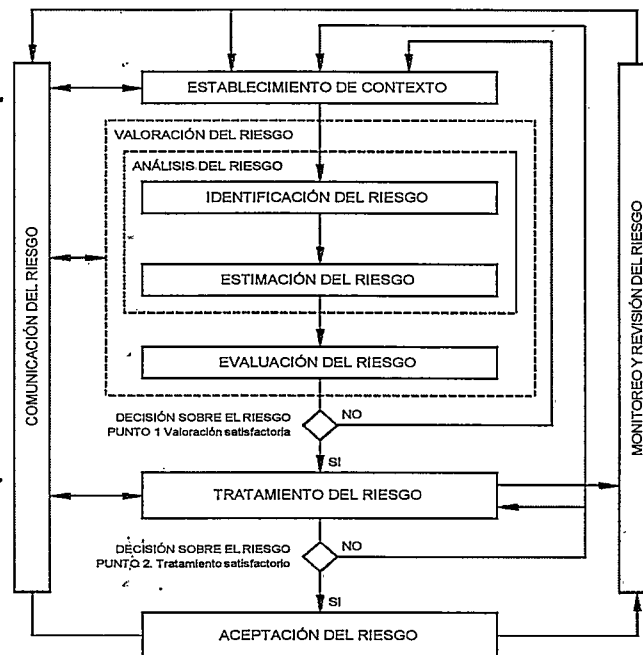 ESTABLECIMIENTO DE CONTEXTO
VALORACIÓN DEL RIESGO
ANÁLISIS DEL RIESGO
IDENTIFICACIÓN DEL RIESGO
ESTIMACIÓN DEL RIESGO
EVALUACIÓN DEL RIESGO
COMUNICACIÓN DEL RIESGO
MONITOREO Y REVISIÓN DEL RIESGO
DECISIÓN SOBRE EL RIESGO
PUNTO 1 Valoración satisfactoria
NO
SI
TRATAMIENTO DEL RIESGO
DECISIÓN SOBRE EL RIESGO
PUNTO 2. Tratamiento satisfactorio
NO
SI
ACEPTACIÓN DEL RIESGO